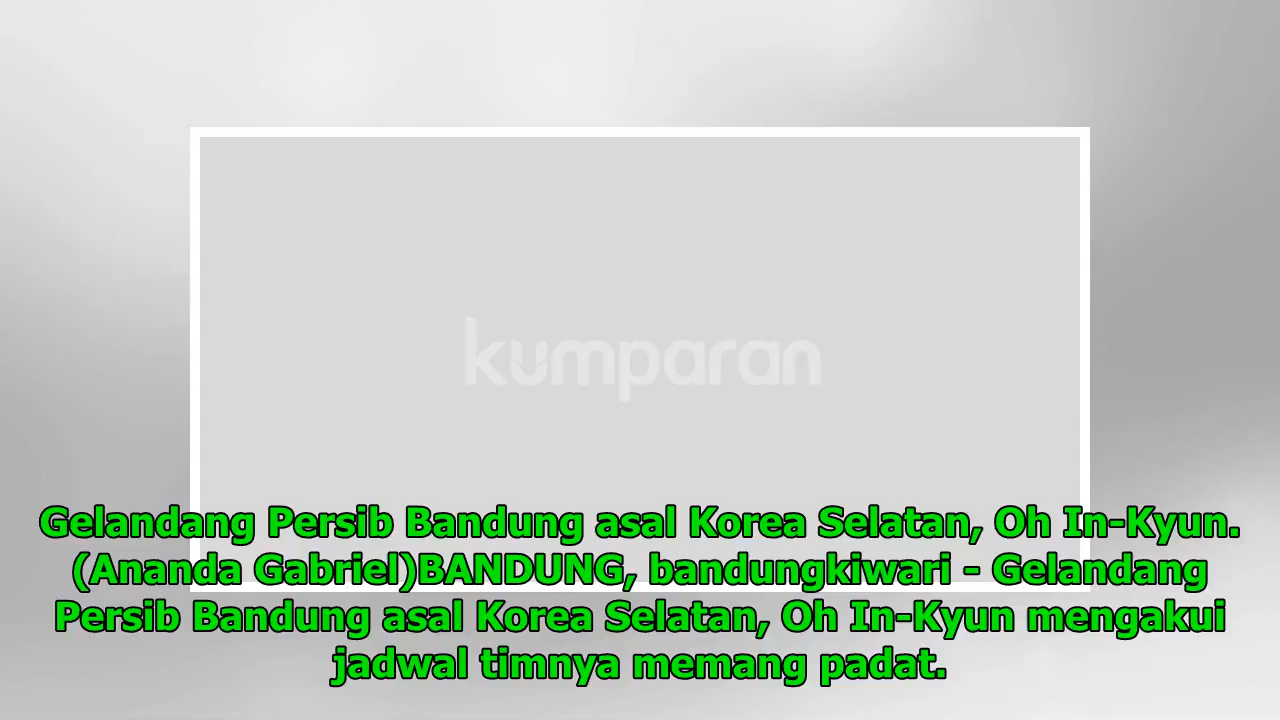 kumparan
Gelandang Persib Bandung asal Korea Selatan, Oh In-Kyun.
(Ananda Gabriel)BANDUNG, bandungkiwari - Gelandang
Persib Bandung asal Korea Selatan, Oh In-Kyun mengakui
jadwal timnya memang padat.